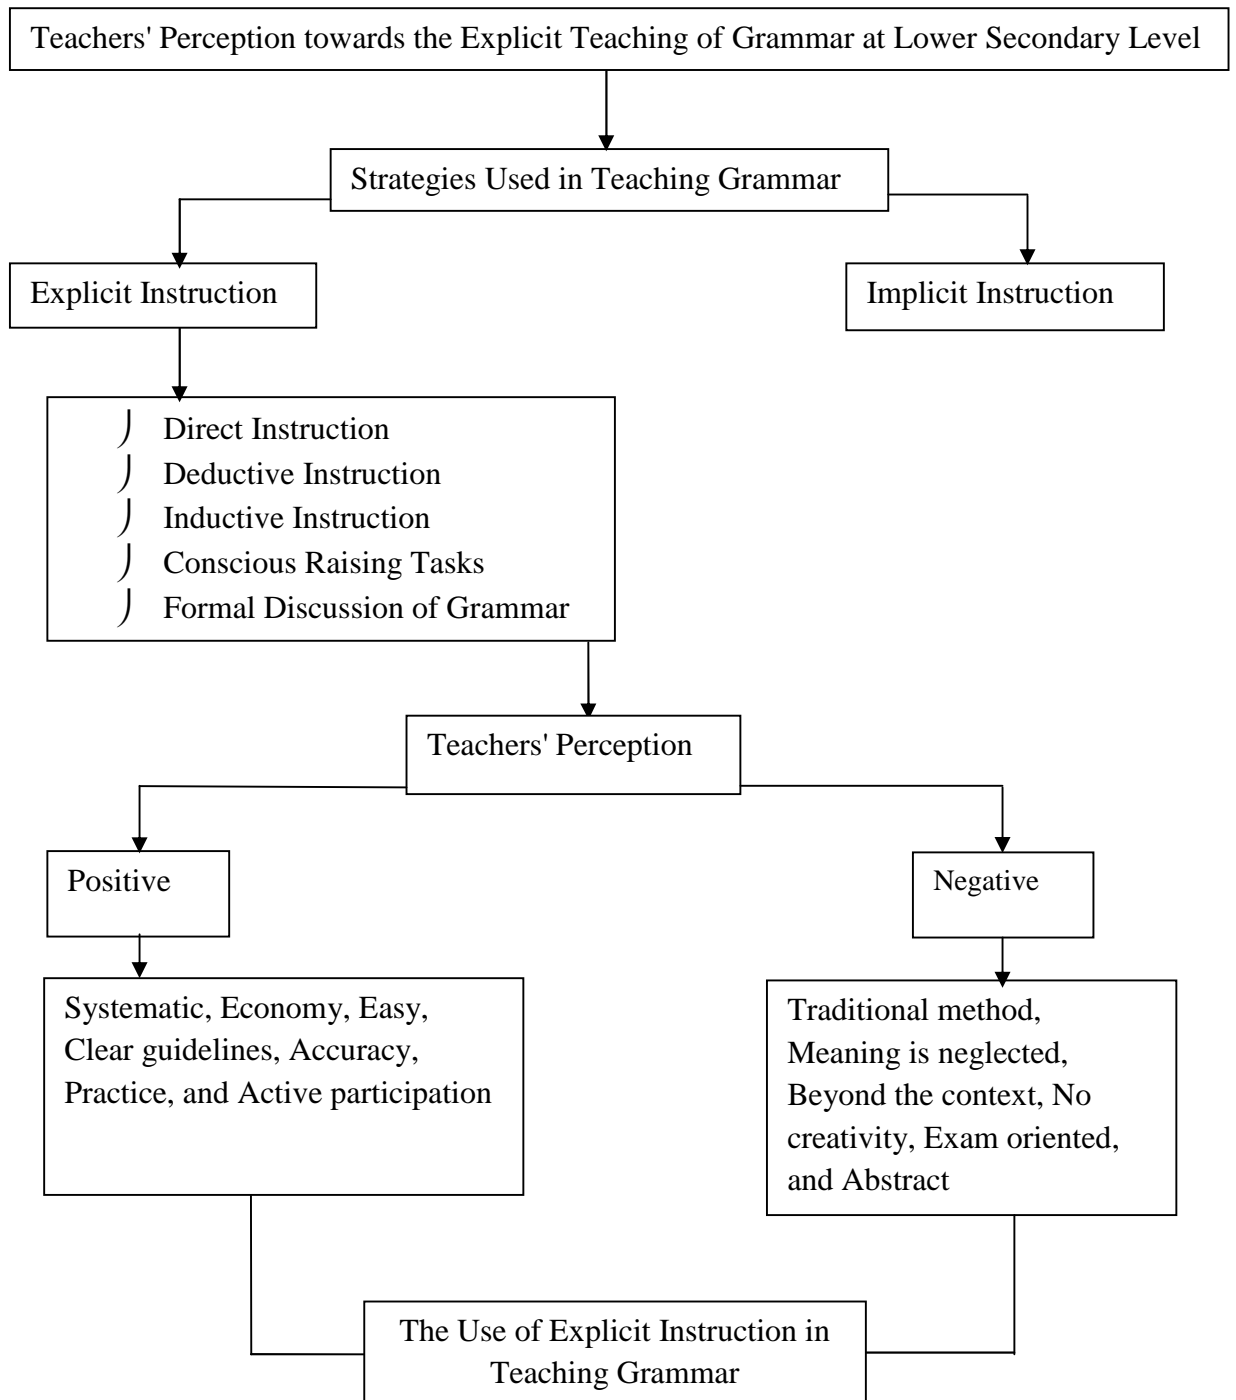 Teachers' Perception towards the Explicit Teaching of Grammar at Lower Secondary Level
Strategies Used in Teaching Grammar
Explicit Instruction
Implicit Instruction
Direct Instruction
Deductive Instruction
Inductive Instruction
Conscious Raising Tasks
Formal Discussion of Grammar
Teachers' Perception
Positive
Negative
Systematic, Economy, Easy,
Clear guidelines, Accuracy,
Practice, and Active participation
Traditional method,
Meaning is neglected,
Beyond the context, No
creativity, Exam oriented,
and Abstract
The Use of Explicit Instruction in
Teaching Grammar